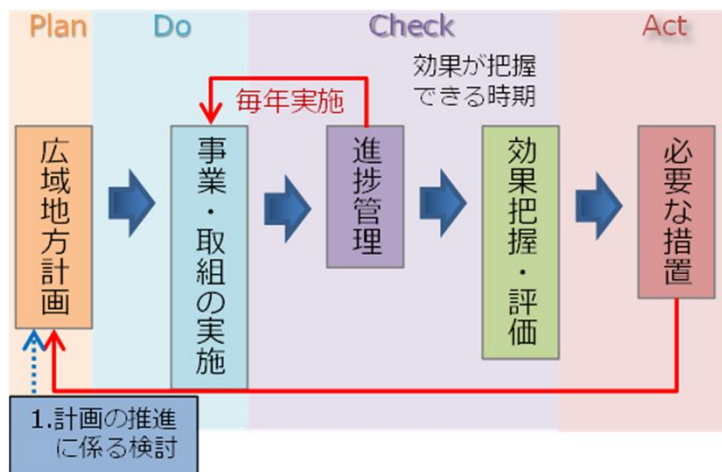 Plan
Do
Check
Act
効果が把握
できる時期
毎年実施
広域地方計画
事業・取組の実施
進捗管理
効果把握・評価
必要な措置
1.計画の推進
に係る検討